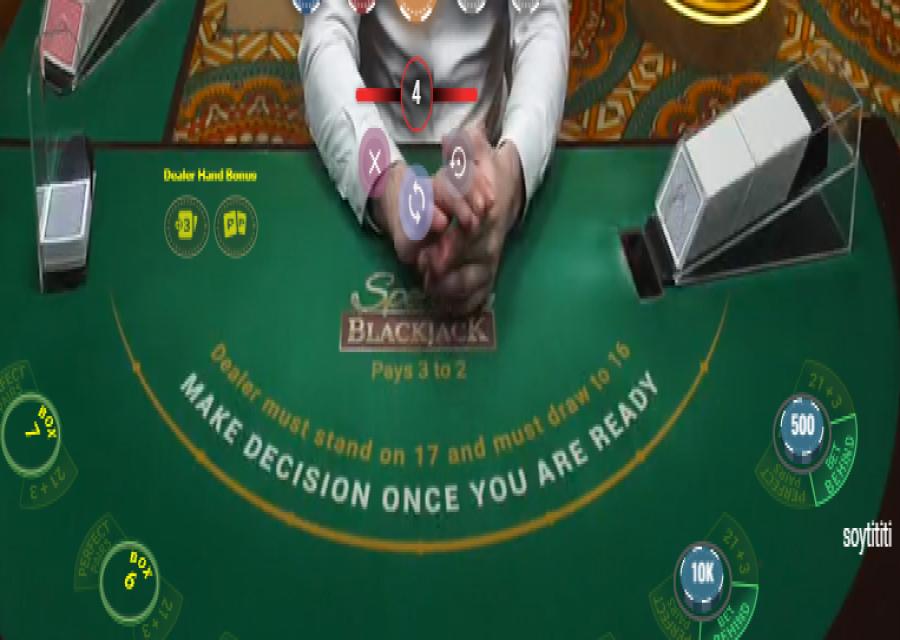 4
X
Dealer Hand Bonus
BLACKJACK
Pays 3 to 2
Dealer must stand on 17 and must draw to 16
MAKE DECISION ONCE YOU ARE READY
PERFECT
BOX
7
21+3
PERFECT PAIRS
BOX
6
21+3
21+3
500
BET BEHIND
PERFECT PAIRS
soytititi
21+3
10K
BET BEHIND
PERFECT PAIRS